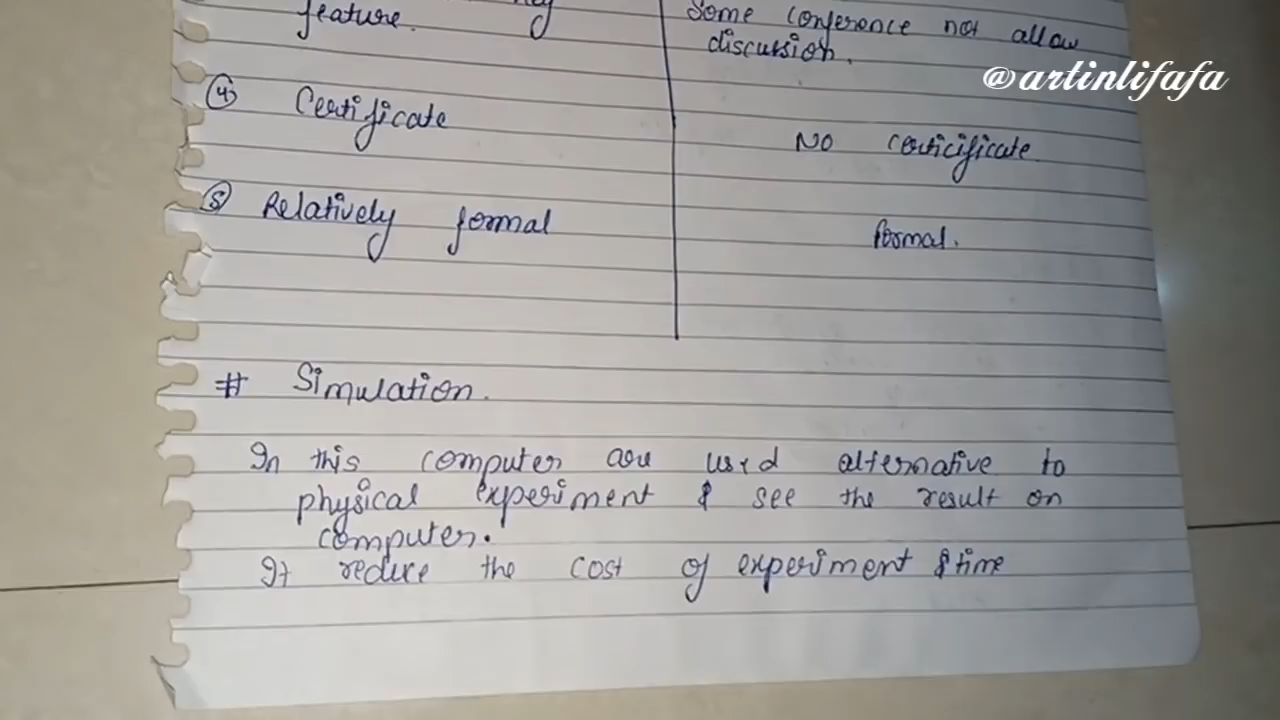 Some conference not allow
feature.
discussion.
@artinlifafa
④ Certificate
No certicificate
⑤ Relatively formal
formal.
# Simulation.
In this computer are used alternative to
physical experiment & see the result on
computer.
It reduce the cost of experiment & time